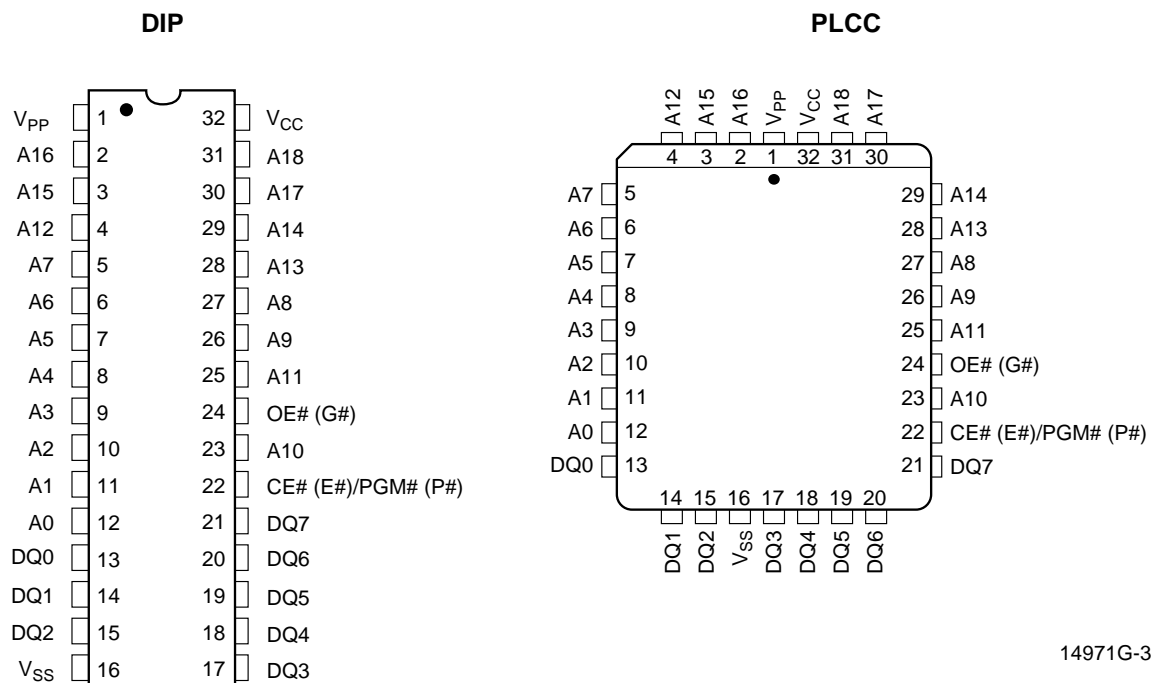 DIP
PLCC
VPP 1 32 VCC
A16 2 31 A18
A15 3 30 A17
A12 4 29 A14
A7 5 28 A13
A6 6 27 A8
A5 7 26 A9
A4 8 25 A11
A3 9 24 OE# (G#)
A2 10 23 A10
A1 11 22 CE# (E#)/PGM# (P#)
A0 12 21 DQ7
DQ0 13 20 DQ6
DQ1 14 19 DQ5
DQ2 15 18 DQ4
VSS 16 17 DQ3
A12 A15 A16 VPP VCC A18 A17
4 3 2 1 32 31 30
A7 5 29 A14
A6 6 28 A13
A5 7 27 A8
A4 8 26 A9
A3 9 25 A11
A2 10 24 OE# (G#)
A1 11 23 A10
A0 12 22 CE# (E#)/PGM# (P#)
DQ0 13 21 DQ7
14 15 16 17 18 19 20
DQ1 DQ2 VSS DQ3 DQ4 DQ5 DQ6
14971G-3